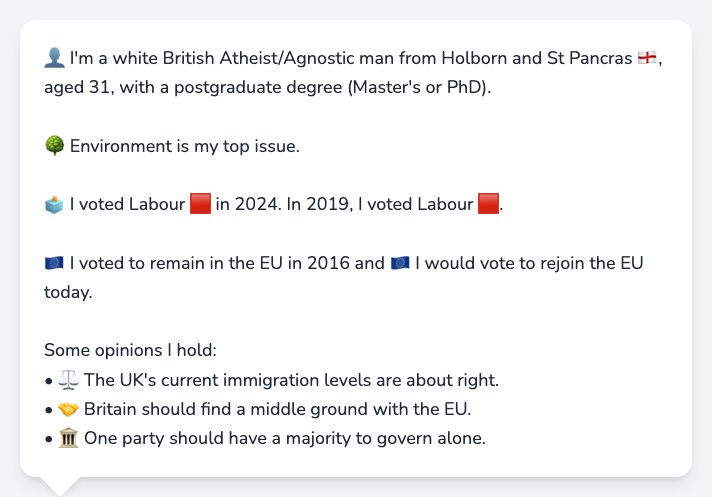 👤 I'm a white British Atheist/Agnostic man from Holborn and St Pancras 🏴󠁧󠁢󠁥󠁮󠁧󠁿,
aged 31, with a postgraduate degree (Master's or PhD).
🌳 Environment is my top issue.
🗳️ I voted Labour 🟥 in 2024. In 2019, I voted Labour 🟥.
🇪🇺 I voted to remain in the EU in 2016 and 🇪🇺 I would vote to rejoin the EU
today.
Some opinions I hold:
• ⚖️ The UK's current immigration levels are about right.
• 🤝 Britain should find a middle ground with the EU.
• 🏛️ One party should have a majority to govern alone.